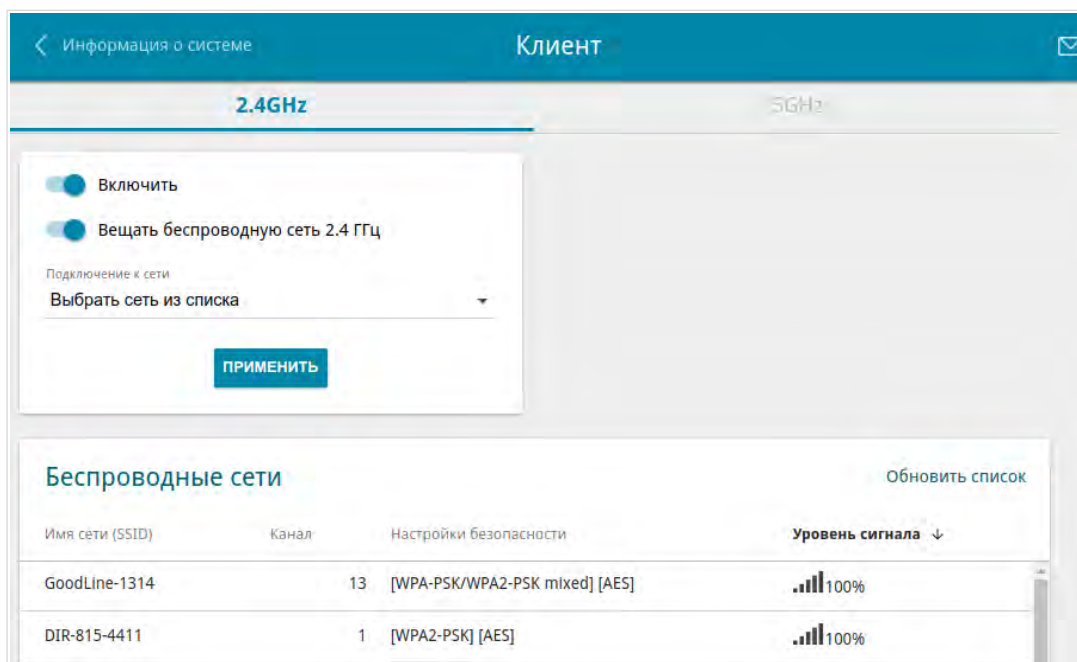 Информация о системе
Клиент
2.4GHz
5GHz
Включить
Вещать беспроводную сеть 2.4 ГГц
Подключение к сети
Выбрать сеть из списка
ПРИМЕНИТЬ
Беспроводные сети
Обновить список
Имя сети (SSID) Канал Настройки безопасности Уровень сигнала
GoodLine-1314 13 [WPA-PSK/WPA2-PSK mixed] [AES] 100%
DIR-815-4411 1 [WPA2-PSK] [AES] 100%